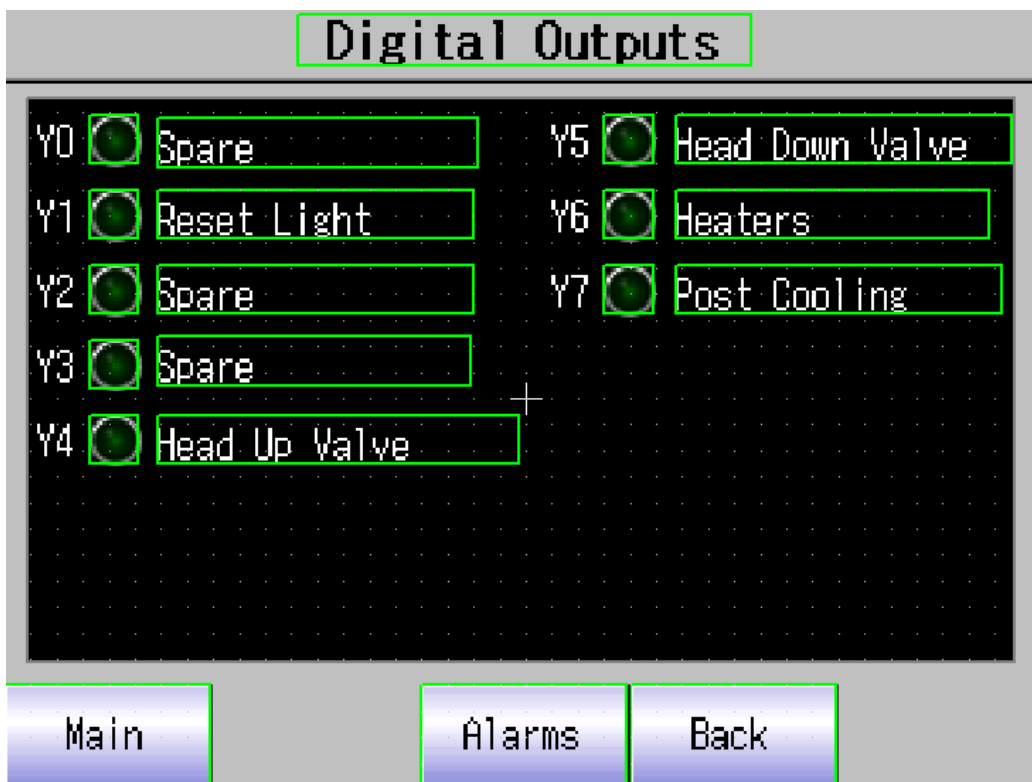 Digital Outputs
Y0 Spare
Y1 Reset Light
Y2 Spare
Y3 Spare
Y4 Head Up Valve
Y5 Head Down Valve
Y6 Heaters
Y7 Post Cooling
Main
Alarms
Back